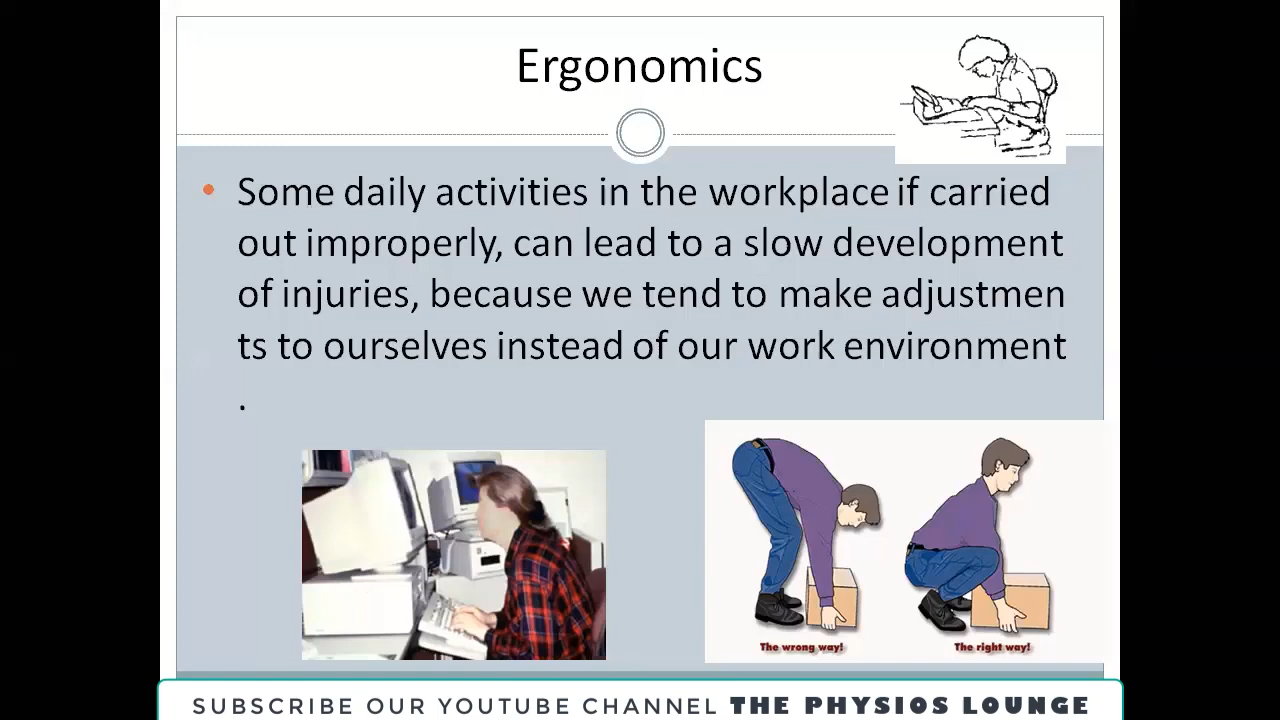 Ergonomics
• Some daily activities in the workplace if carried
out improperly, can lead to a slow development
of injuries, because we tend to make adjustmen
ts to ourselves instead of our work environment
.
The wrong way!
The right way!
SUBSCRIBE OUR YOUTUBE CHANNEL THE PHYSIOS LOUNGE